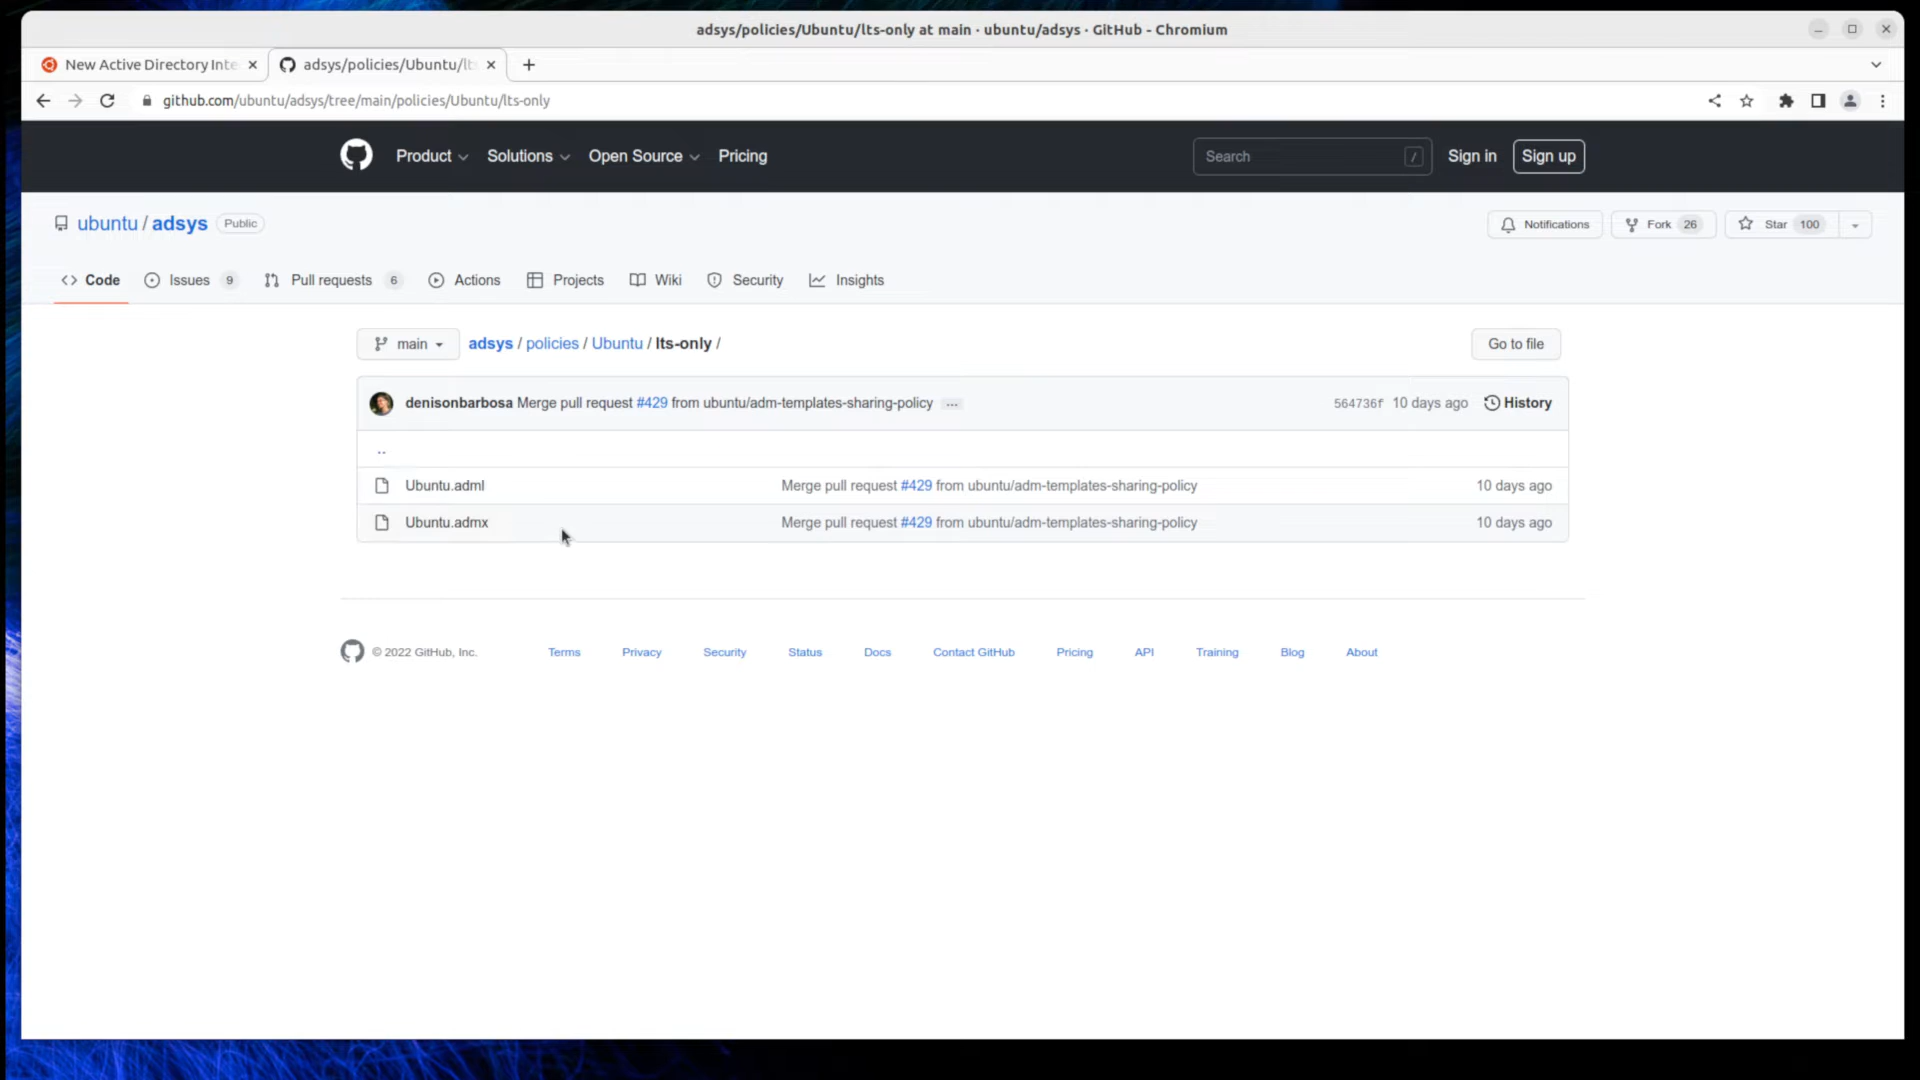 adsys/policies/Ubuntu/lts-only at main · ubuntu/adsys · GitHub - Chromium
New Active Directory Inte
adsys/policies/Ubuntu/lt
github.com/ubuntu/adsys/tree/main/policies/Ubuntu/lts-only
Product Solutions Open Source Pricing Search / Sign in Sign up
ubuntu / adsys Public Notifications Fork 26 Star 100
Code Issues 9 Pull requests 6 Actions Projects Wiki Security Insights
main adsys / policies / Ubuntu / lts-only / Go to file
denisonbarbosa Merge pull request #429 from ubuntu/adm-templates-sharing-policy ... 564736f 10 days ago History
..
Ubuntu.adml Merge pull request #429 from ubuntu/adm-templates-sharing-policy 10 days ago
Ubuntu.admx Merge pull request #429 from ubuntu/adm-templates-sharing-policy 10 days ago
© 2022 GitHub, Inc. Terms Privacy Security Status Docs Contact GitHub Pricing API Training Blog About